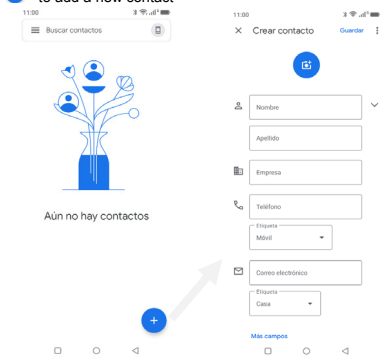 to add a new contact
11:00
Buscar contactos
Aún no hay contactos
11:00
Crear contacto
Guardar
Nombre
Apellido
Empresa
Teléfono
Etiqueta
Móvil
Correo electrónico
Etiqueta
Casa
Más campos